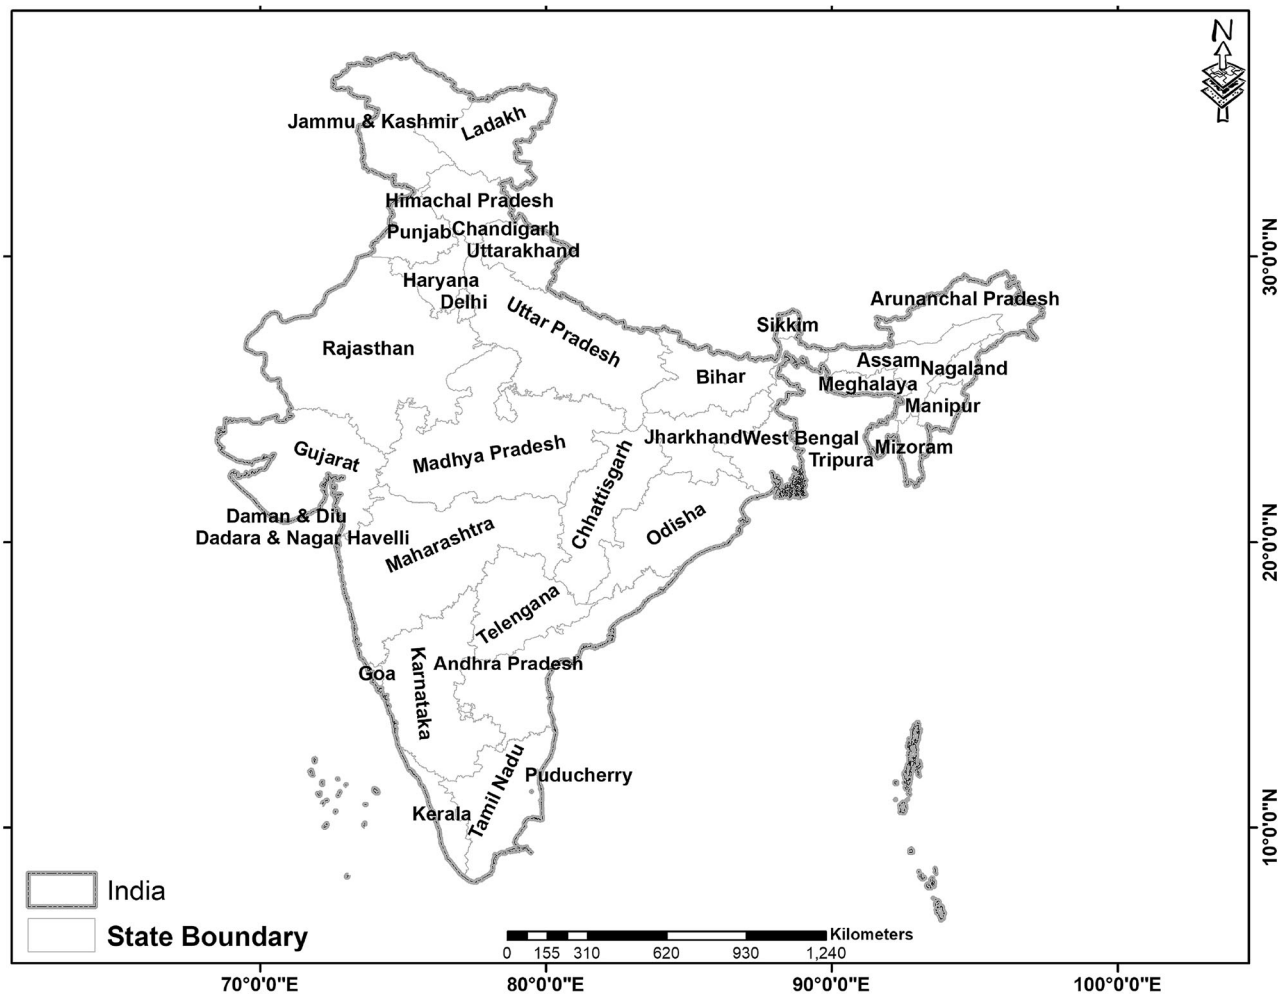 N
Jammu & Kashmir
Ladakh
Himachal Pradesh
Punjab
Chandigarh
Uttarakhand
Haryana
Delhi
Arunanchal Pradesh
Sikkim
Uttar Pradesh
Rajasthan
Assam
Nagaland
Bihar
Meghalaya
Manipur
Jharkhand
West Bengal
Tripura
Mizoram
Gujarat
Madhya Pradesh
Chhattisgarh
Daman & Diu
Dadara & Nagar Havelli
Maharashtra
Odisha
Telengana
Andhra Pradesh
Goa
Karnataka
Tamil Nadu
Puducherry
Kerala
30°0'0"N
20°0'0"N
10°0'0"N
India
State Boundary
Kilometers
0 155 310 620 930 1,240
70°0'0"E 80°0'0"E 90°0'0"E 100°0'0"E